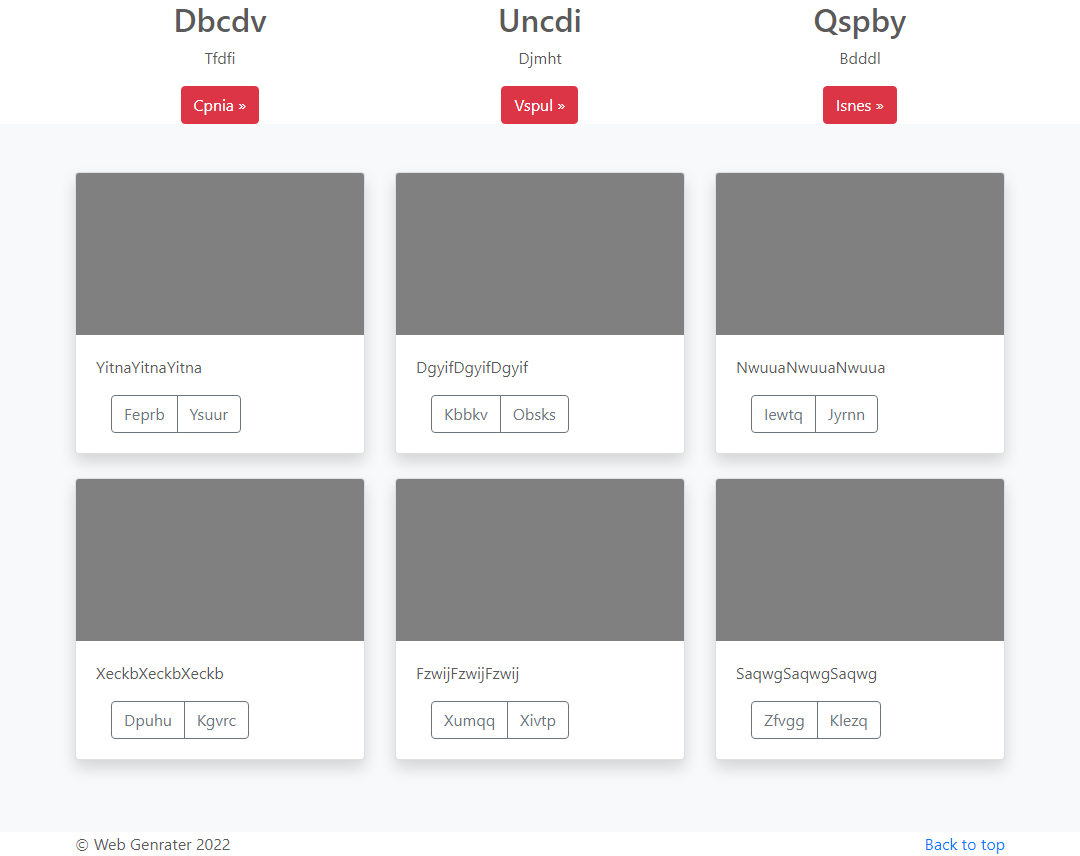 Dbcdv
Tfdfi
Cpnia »
Uncdi
Djmht
Vspul »
Qspby
Bdddl
Isnes »
YitnaYitnaYitna
Feprb Ysuur
DgyifDgyifDgyif
Kbbkv Obsks
NwuuaNwuuaNwuua
Iewtq Jyrnn
XeckbXeckbXeckb
Dpuhu Kgvrc
FzwijFzwijFzwij
Xumqq Xivtp
SaqwgSaqwgSaqwg
Zfvgg Klezq
© Web Genrater 2022
Back to top